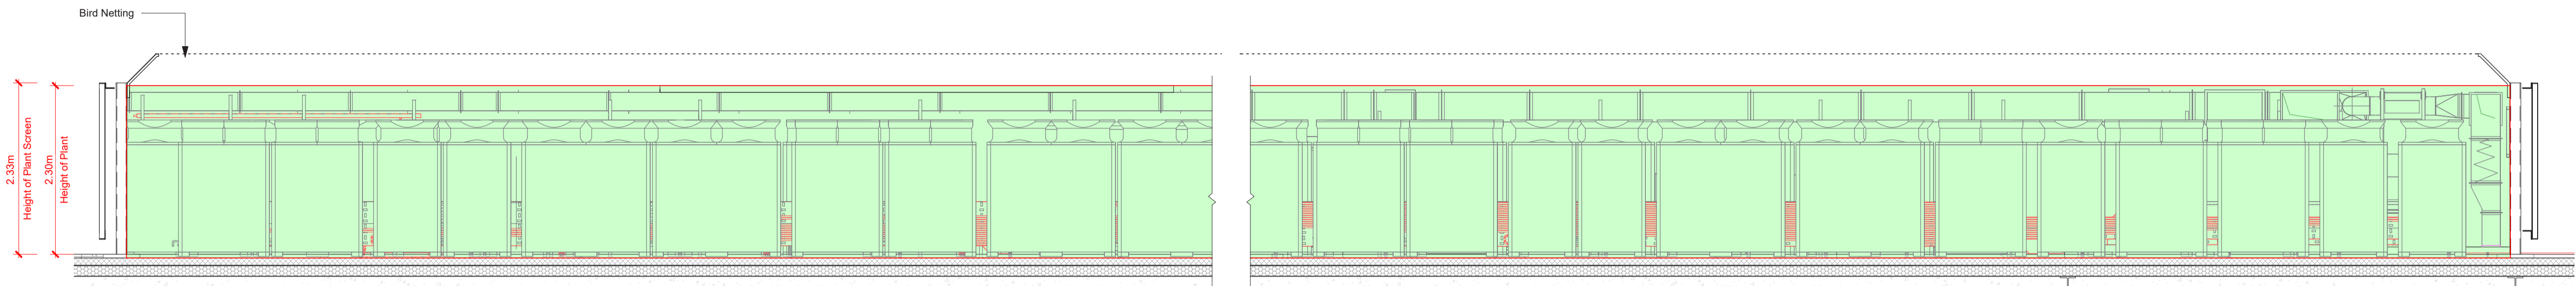 Bird Netting
2.33m
Height of Plant Screen
2.30m
Height of Plant